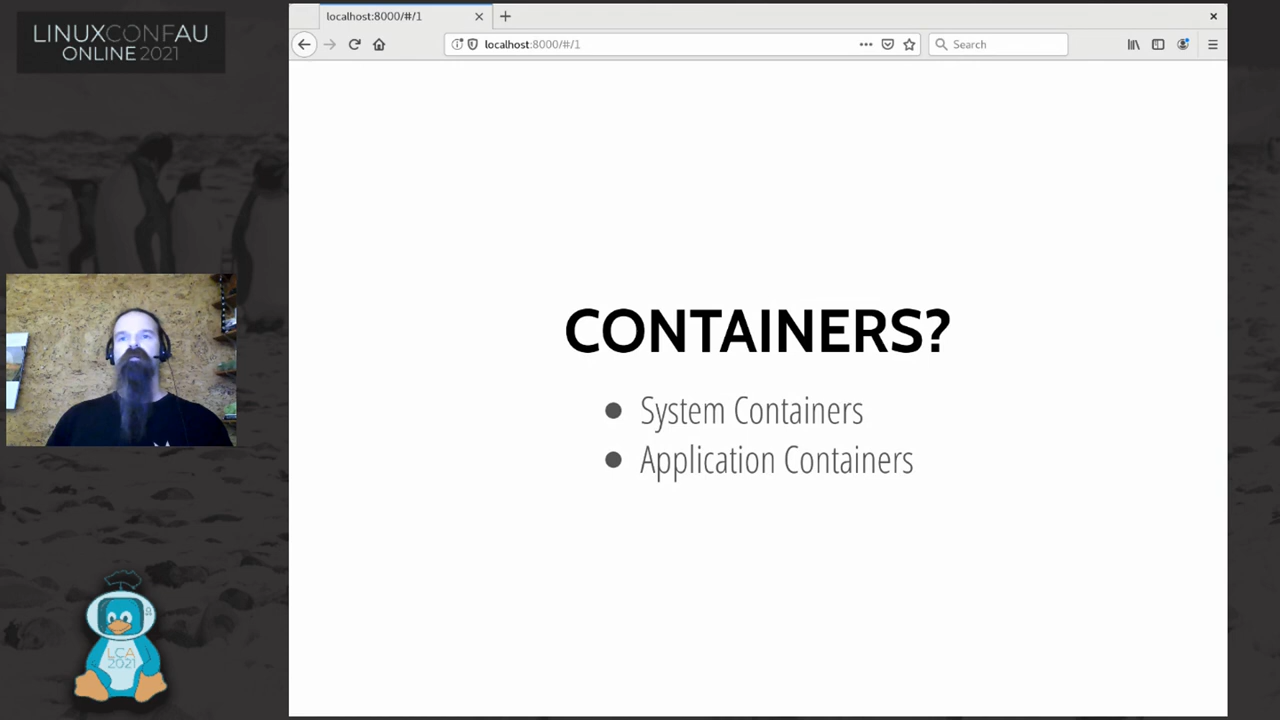 LINUXCONFAU
ONLINE 2021
localhost:8000/#/1
localhost:8000/#/1
Search
CONTAINERS?
● System Containers
● Application Containers
LCA
2021